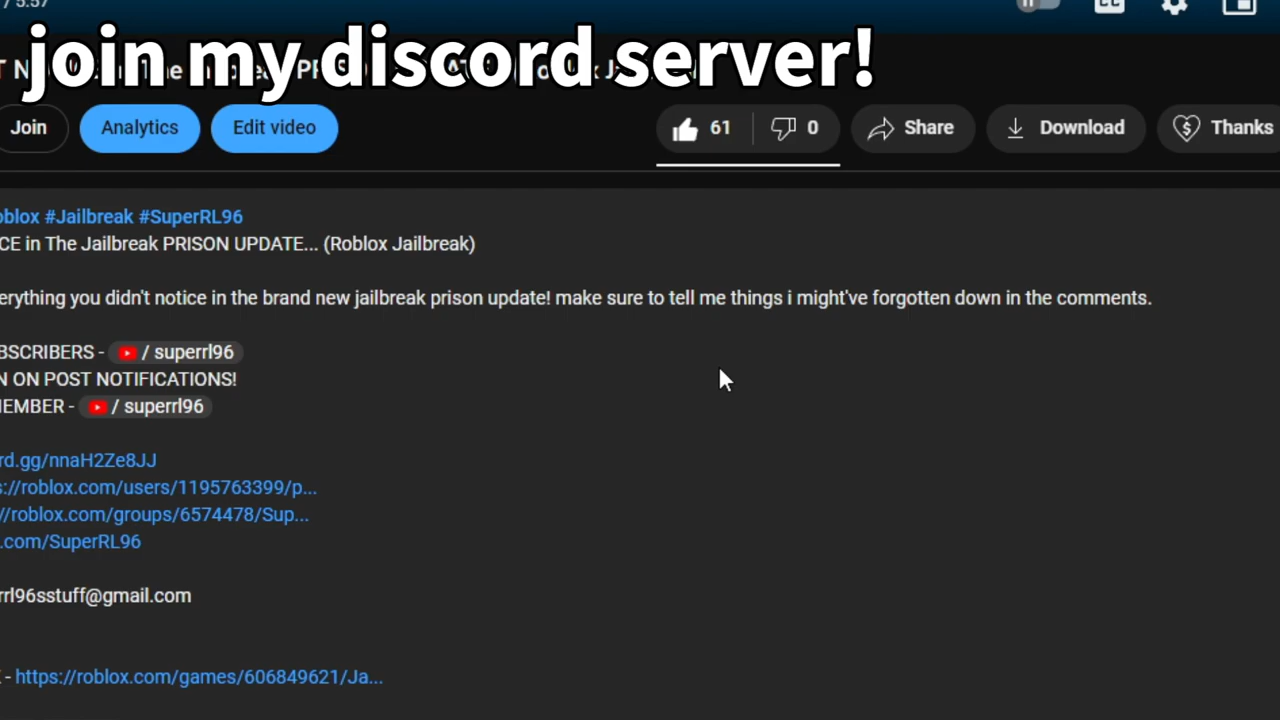 / 5:57
join my discord server!
Join
Analytics
Edit video
61
0
Share
Download
Thanks
oblox #Jailbreak #SuperRL96
CE in The Jailbreak PRISON UPDATE... (Roblox Jailbreak)
erything you didn't notice in the brand new jailbreak prison update! make sure to tell me things i might've forgotten down in the comments.
BSCRIBERS - / superrl96
N ON POST NOTIFICATIONS!
MEMBER - / superrl96
rd.gg/nnaH2Ze8JJ
s://roblox.com/users/1195763399/p...
//roblox.com/groups/6574478/Sup...
.com/SuperRL96
rrl96sstuff@gmail.com
- https://roblox.com/games/606849621/Ja...